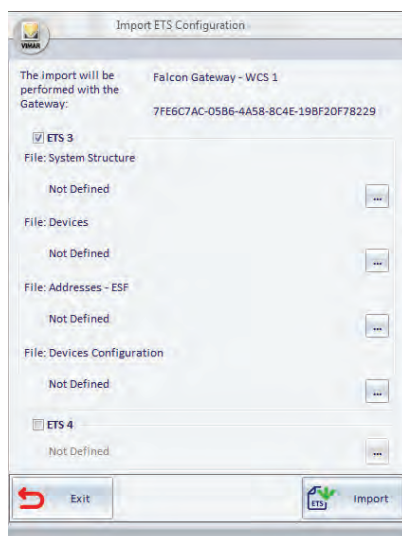 Import ETS Configuration
VIMAR
The import will be performed with the Gateway:
Falcon Gateway - WCS 1
7FE6C7AC-05B6-4A58-8C4E-198F20F78229
ETS 3
File: System Structure
Not Defined
...
File: Devices
Not Defined
...
File: Addresses - ESF
Not Defined
...
File: Devices Configuration
Not Defined
...
ETS 4
Not Defined
...
Exit
ETS
Import